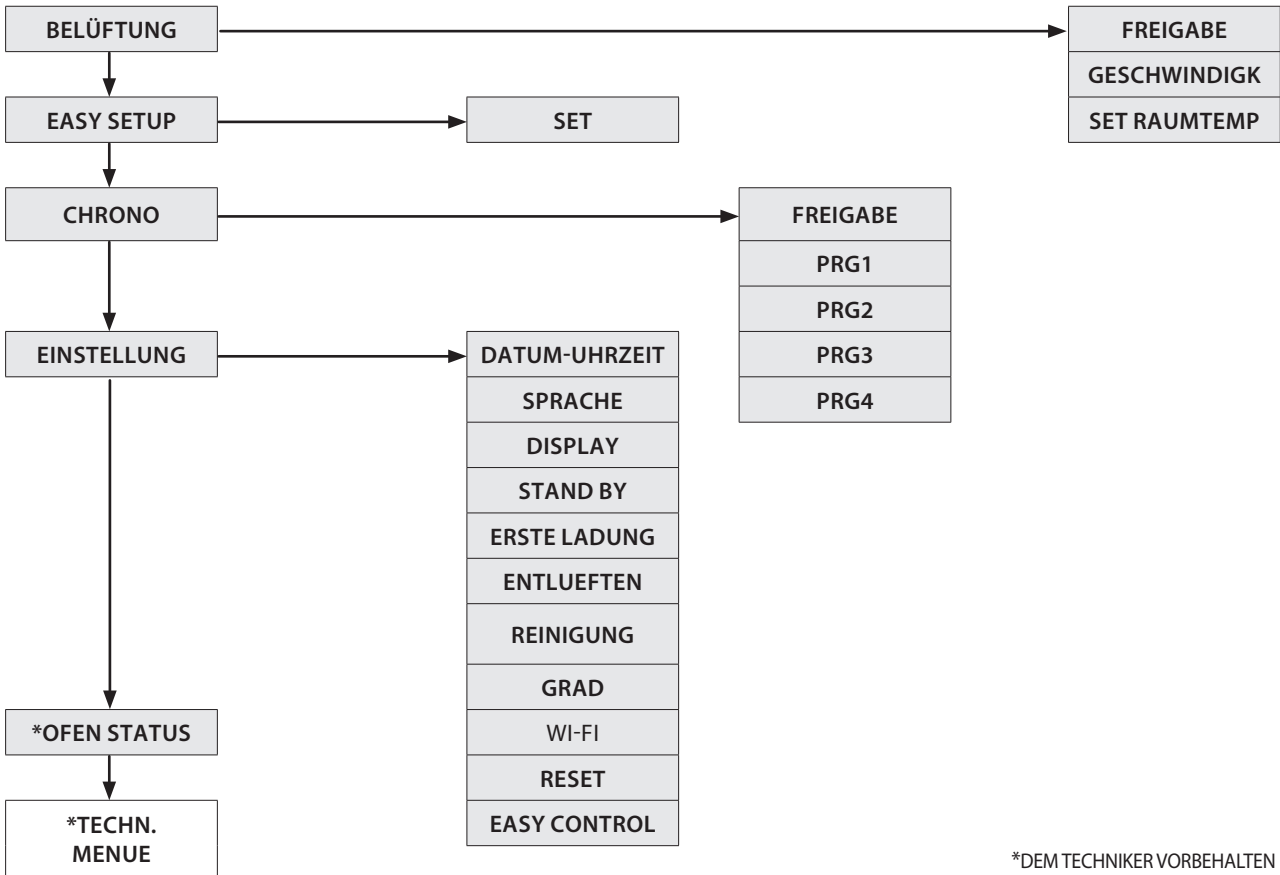 BELÜFTUNG
FREIGABE
GESCHWINDIGK
SET RAUMTEMP
EASY SETUP
SET
CHRONO
FREIGABE
PRG1
PRG2
PRG3
PRG4
EINSTELLUNG
DATUM-UHRZEIT
SPRACHE
DISPLAY
STAND BY
ERSTE LADUNG
ENTLUEFTEN
REINIGUNG
GRAD
WI-FI
RESET
EASY CONTROL
*OFEN STATUS
*TECHN.
MENUE
*DEM TECHNIKER VORBEHALTEN